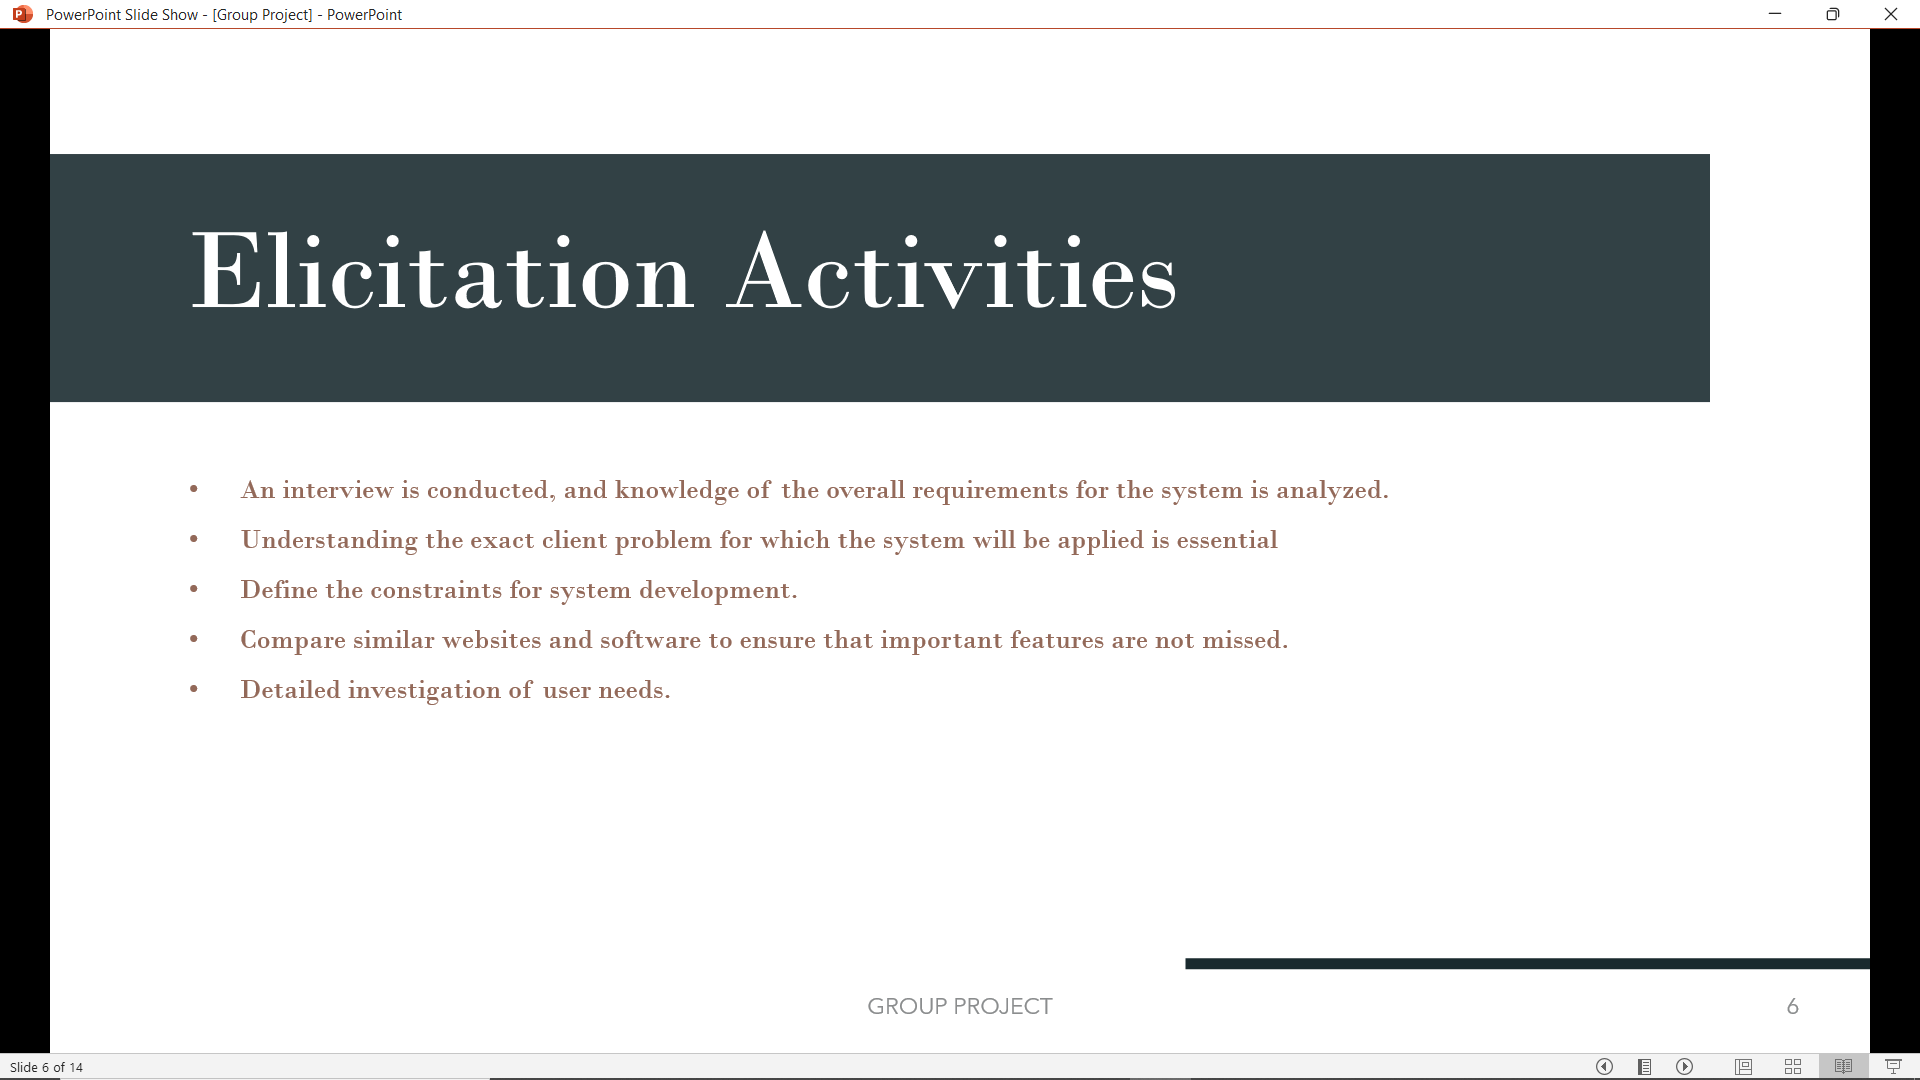 PowerPoint Slide Show - [Group Project] - PowerPoint
Elicitation Activities
• An interview is conducted, and knowledge of the overall requirements for the system is analyzed.
• Understanding the exact client problem for which the system will be applied is essential
• Define the constraints for system development.
• Compare similar websites and software to ensure that important features are not missed.
• Detailed investigation of user needs.
GROUP PROJECT
6
Slide 6 of 14